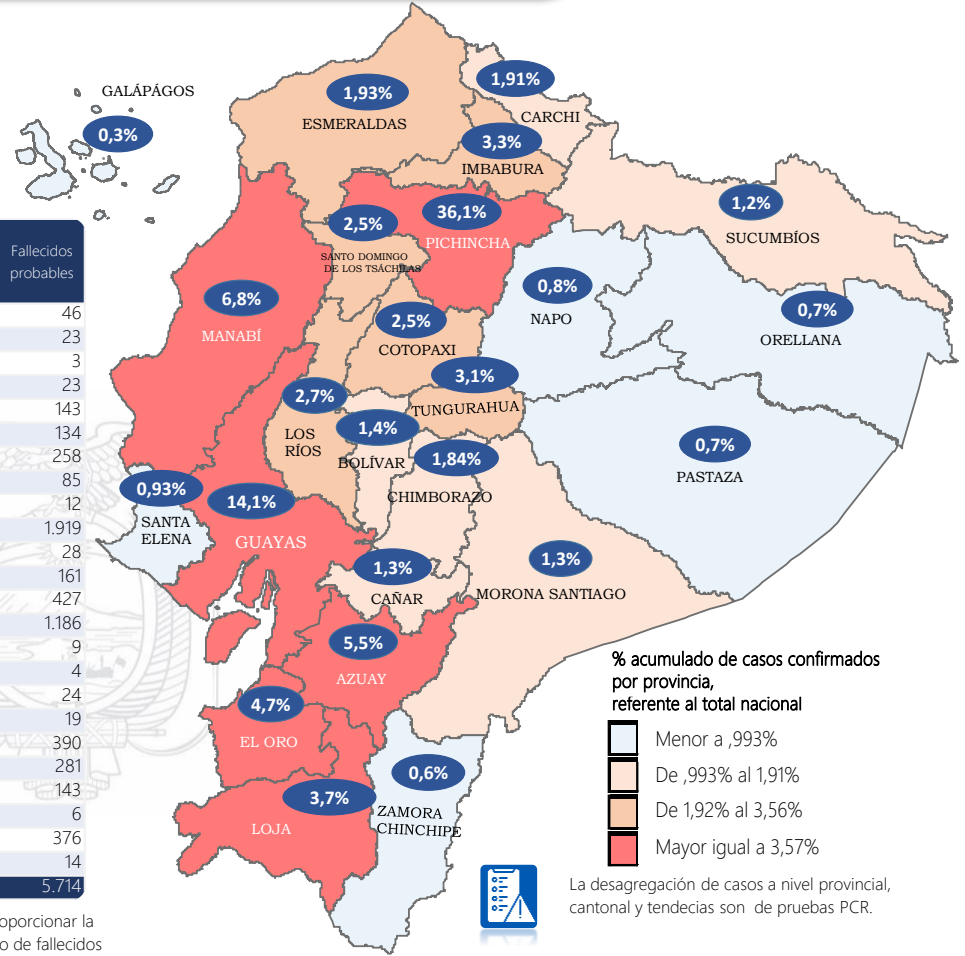 GALÁPÁGOS
0,3%
1,93%
ESMERALDAS
1,91%
CARCHI
3,3%
IMBABURA
1,2%
SUCUMBÍOS
36,1%
PICHINCHA
2,5%
SANTO DOMINGO
DE LOS TSÁCHILAS
6,8%
MANABÍ
0,8%
NAPO
0,7%
ORELLANA
2,5%
COTOPAXI
3,1%
TUNGURAHUA
2,7%
LOS
RÍOS
1,4%
BOLÍVAR
1,84%
CHIMBORAZO
0,7%
PASTAZA
0,93%
SANTA
ELENA
14,1%
GUAYAS
1,3%
CAÑAR
1,3%
MORONA SANTIAGO
5,5%
AZUAY
4,7%
EL ORO
3,7%
LOJA
0,6%
ZAMORA
CHINCHIPE
Fallecidos
probables
46
23
3
23
143
134
258
85
12
1.919
28
161
427
1.186
9
4
24
19
390
281
143
6
376
14
5.714
oporcionar la
o de fallecidos
% acumulado de casos confirmados
por provincia,
referente al total nacional
Menor a ,993%
De ,993% al 1,91%
De 1,92% al 3,56%
Mayor igual a 3,57%
La desagregación de casos a nivel provincial,
cantonal y tendecias son de pruebas PCR.